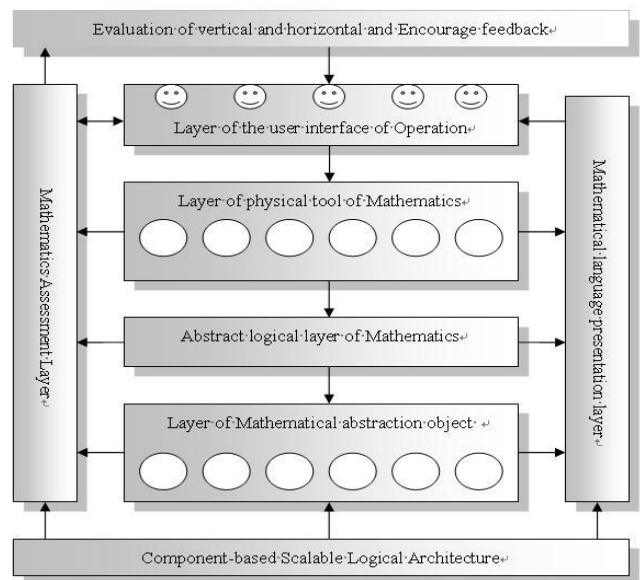 Evaluation of vertical and horizontal and Encourage feedback
Layer of the user interface of Operation
Layer of physical tool of Mathematics
Abstract logical layer of Mathematics
Layer of Mathematical abstraction object
Mathematics Assessment Layer
Mathematical language presentation layer
Component-based Scalable Logical Architecture